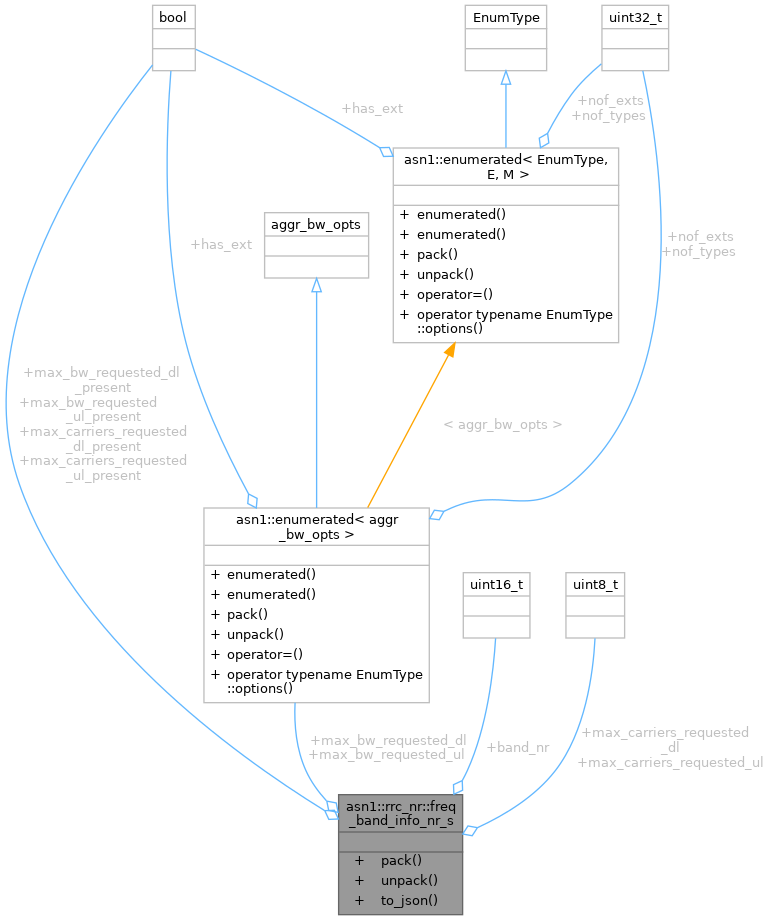 bool
EnumType
uint32_t
+has_ext
+nof_exts
+nof_types
asn1::enumerated< EnumType,
E, M >
+ enumerated()
+ enumerated()
+ pack()
+ unpack()
+ operator=()
+ operator typename EnumType
::options()
aggr_bw_opts
+has_ext
+nof_exts
+nof_types
+max_bw_requested_dl
_present
+max_bw_requested
_ul_present
+max_carriers_requested
_dl_present
+max_carriers_requested
_ul_present
< aggr_bw_opts >
asn1::enumerated< aggr
_bw_opts >
+ enumerated()
+ enumerated()
+ pack()
+ unpack()
+ operator=()
+ operator typename EnumType
::options()
uint16_t
uint8_t
+max_bw_requested_dl
+max_bw_requested_ul
+band_nr
+max_carriers_requested
_dl
+max_carriers_requested_ul
asn1::rrc_nr::freq
_band_info_nr_s
+ pack()
+ unpack()
+ to_json()